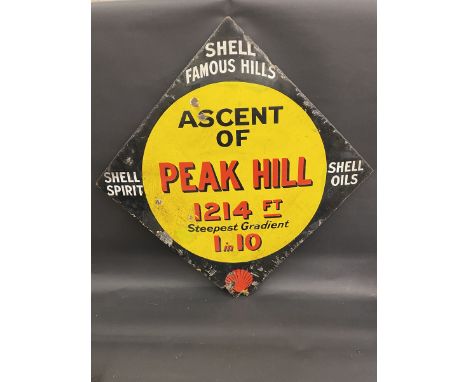 SHELL
FAMOUS HILLS
ASCENT
OF
PEAK HILL
SHELL
SPIRIT
SHELL
OILS
1214 FT
Steepest Gradient
1 in 10